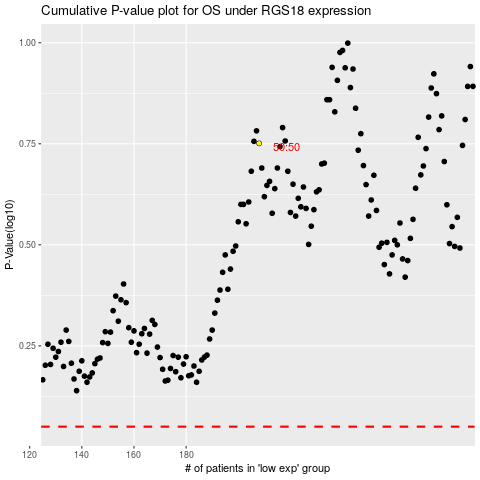 Cumulative P-value plot for OS under RGS18 expression
P-Value(log10)
1.00
0.75
0.50
0.25
50:50
120 140 160 180
# of patients in 'low exp' group